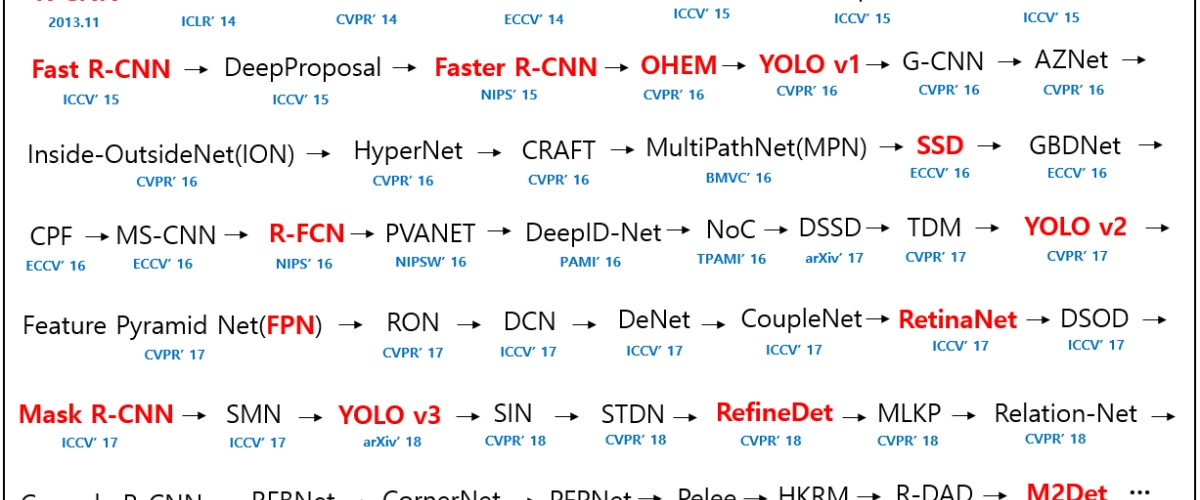 2013.11 ICLR' 14 CVPR' 14 ECCV' 14 ICCV' 15 ICCV' 15 ICCV' 15
Fast R-CNN → DeepProposal → Faster R-CNN → OHEM → YOLO v1 → G-CNN → AZNet →
ICCV' 15 ICCV' 15 NIPS' 15 CVPR' 16 CVPR' 16 CVPR' 16 CVPR' 16
Inside-OutsideNet(ION) → HyperNet → CRAFT → MultiPathNet(MPN) → SSD → GBDNet →
CVPR' 16 CVPR' 16 CVPR' 16 BMVC' 16 ECCV' 16 ECCV' 16
CPF → MS-CNN → R-FCN → PVANET → DeepID-Net → NoC → DSSD → TDM → YOLO v2 →
ECCV' 16 ECCV' 16 NIPS' 16 NIPSW' 16 PAMI' 16 TPAMI' 16 arXiv' 17 CVPR' 17 CVPR' 17
Feature Pyramid Net(FPN) → RON → DCN → DeNet → CoupleNet → RetinaNet → DSOD →
CVPR' 17 CVPR' 17 ICCV' 17 ICCV' 17 ICCV' 17 ICCV' 17 ICCV' 17
Mask R-CNN → SMN → YOLO v3 → SIN → STDN → RefineDet → MLKP → Relation-Net →
ICCV' 17 ICCV' 17 arXiv' 18 CVPR' 18 CVPR' 18 CVPR' 18 CVPR' 18 CVPR' 18
R-CNN → RFBNet → CornerNet → PFPNet → Pelee → HKRM → R-DAD → M2Det ...